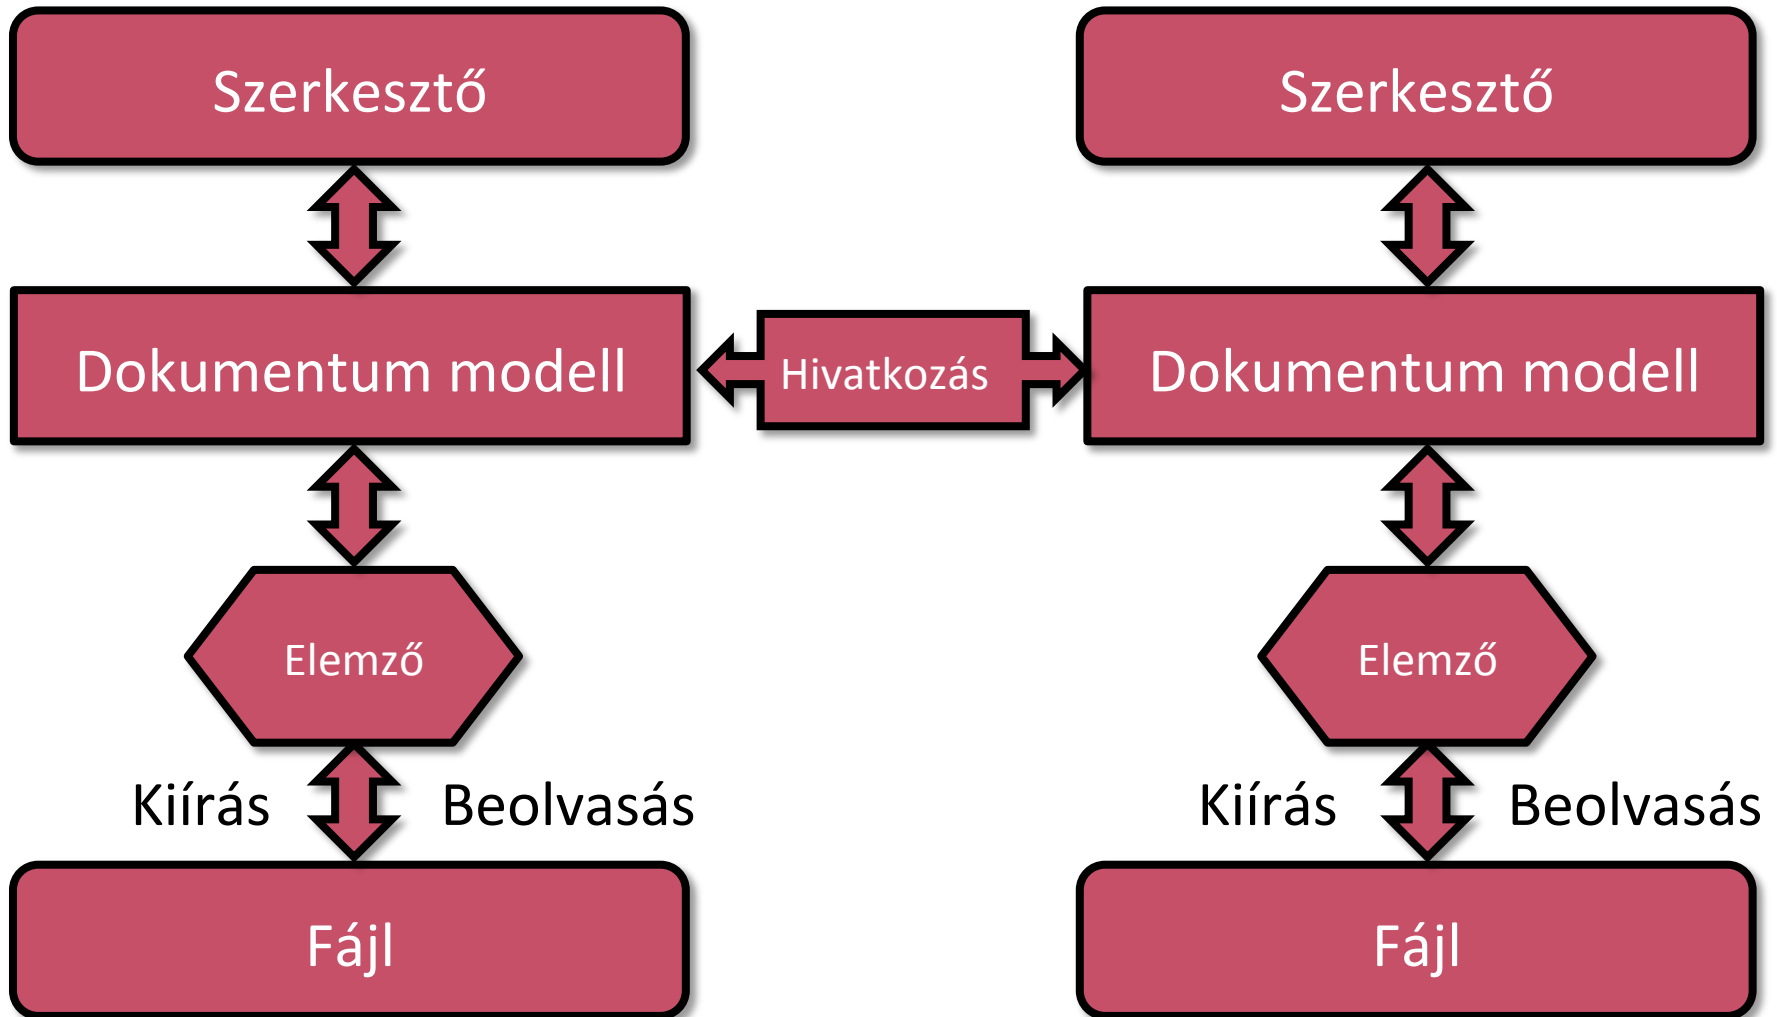 Szerkesztő
Szerkesztő
Dokumentum modell
Hivatkozás
Dokumentum modell
Elemző
Elemző
Kiírás
Beolvasás
Kiírás
Beolvasás
Fájl
Fájl